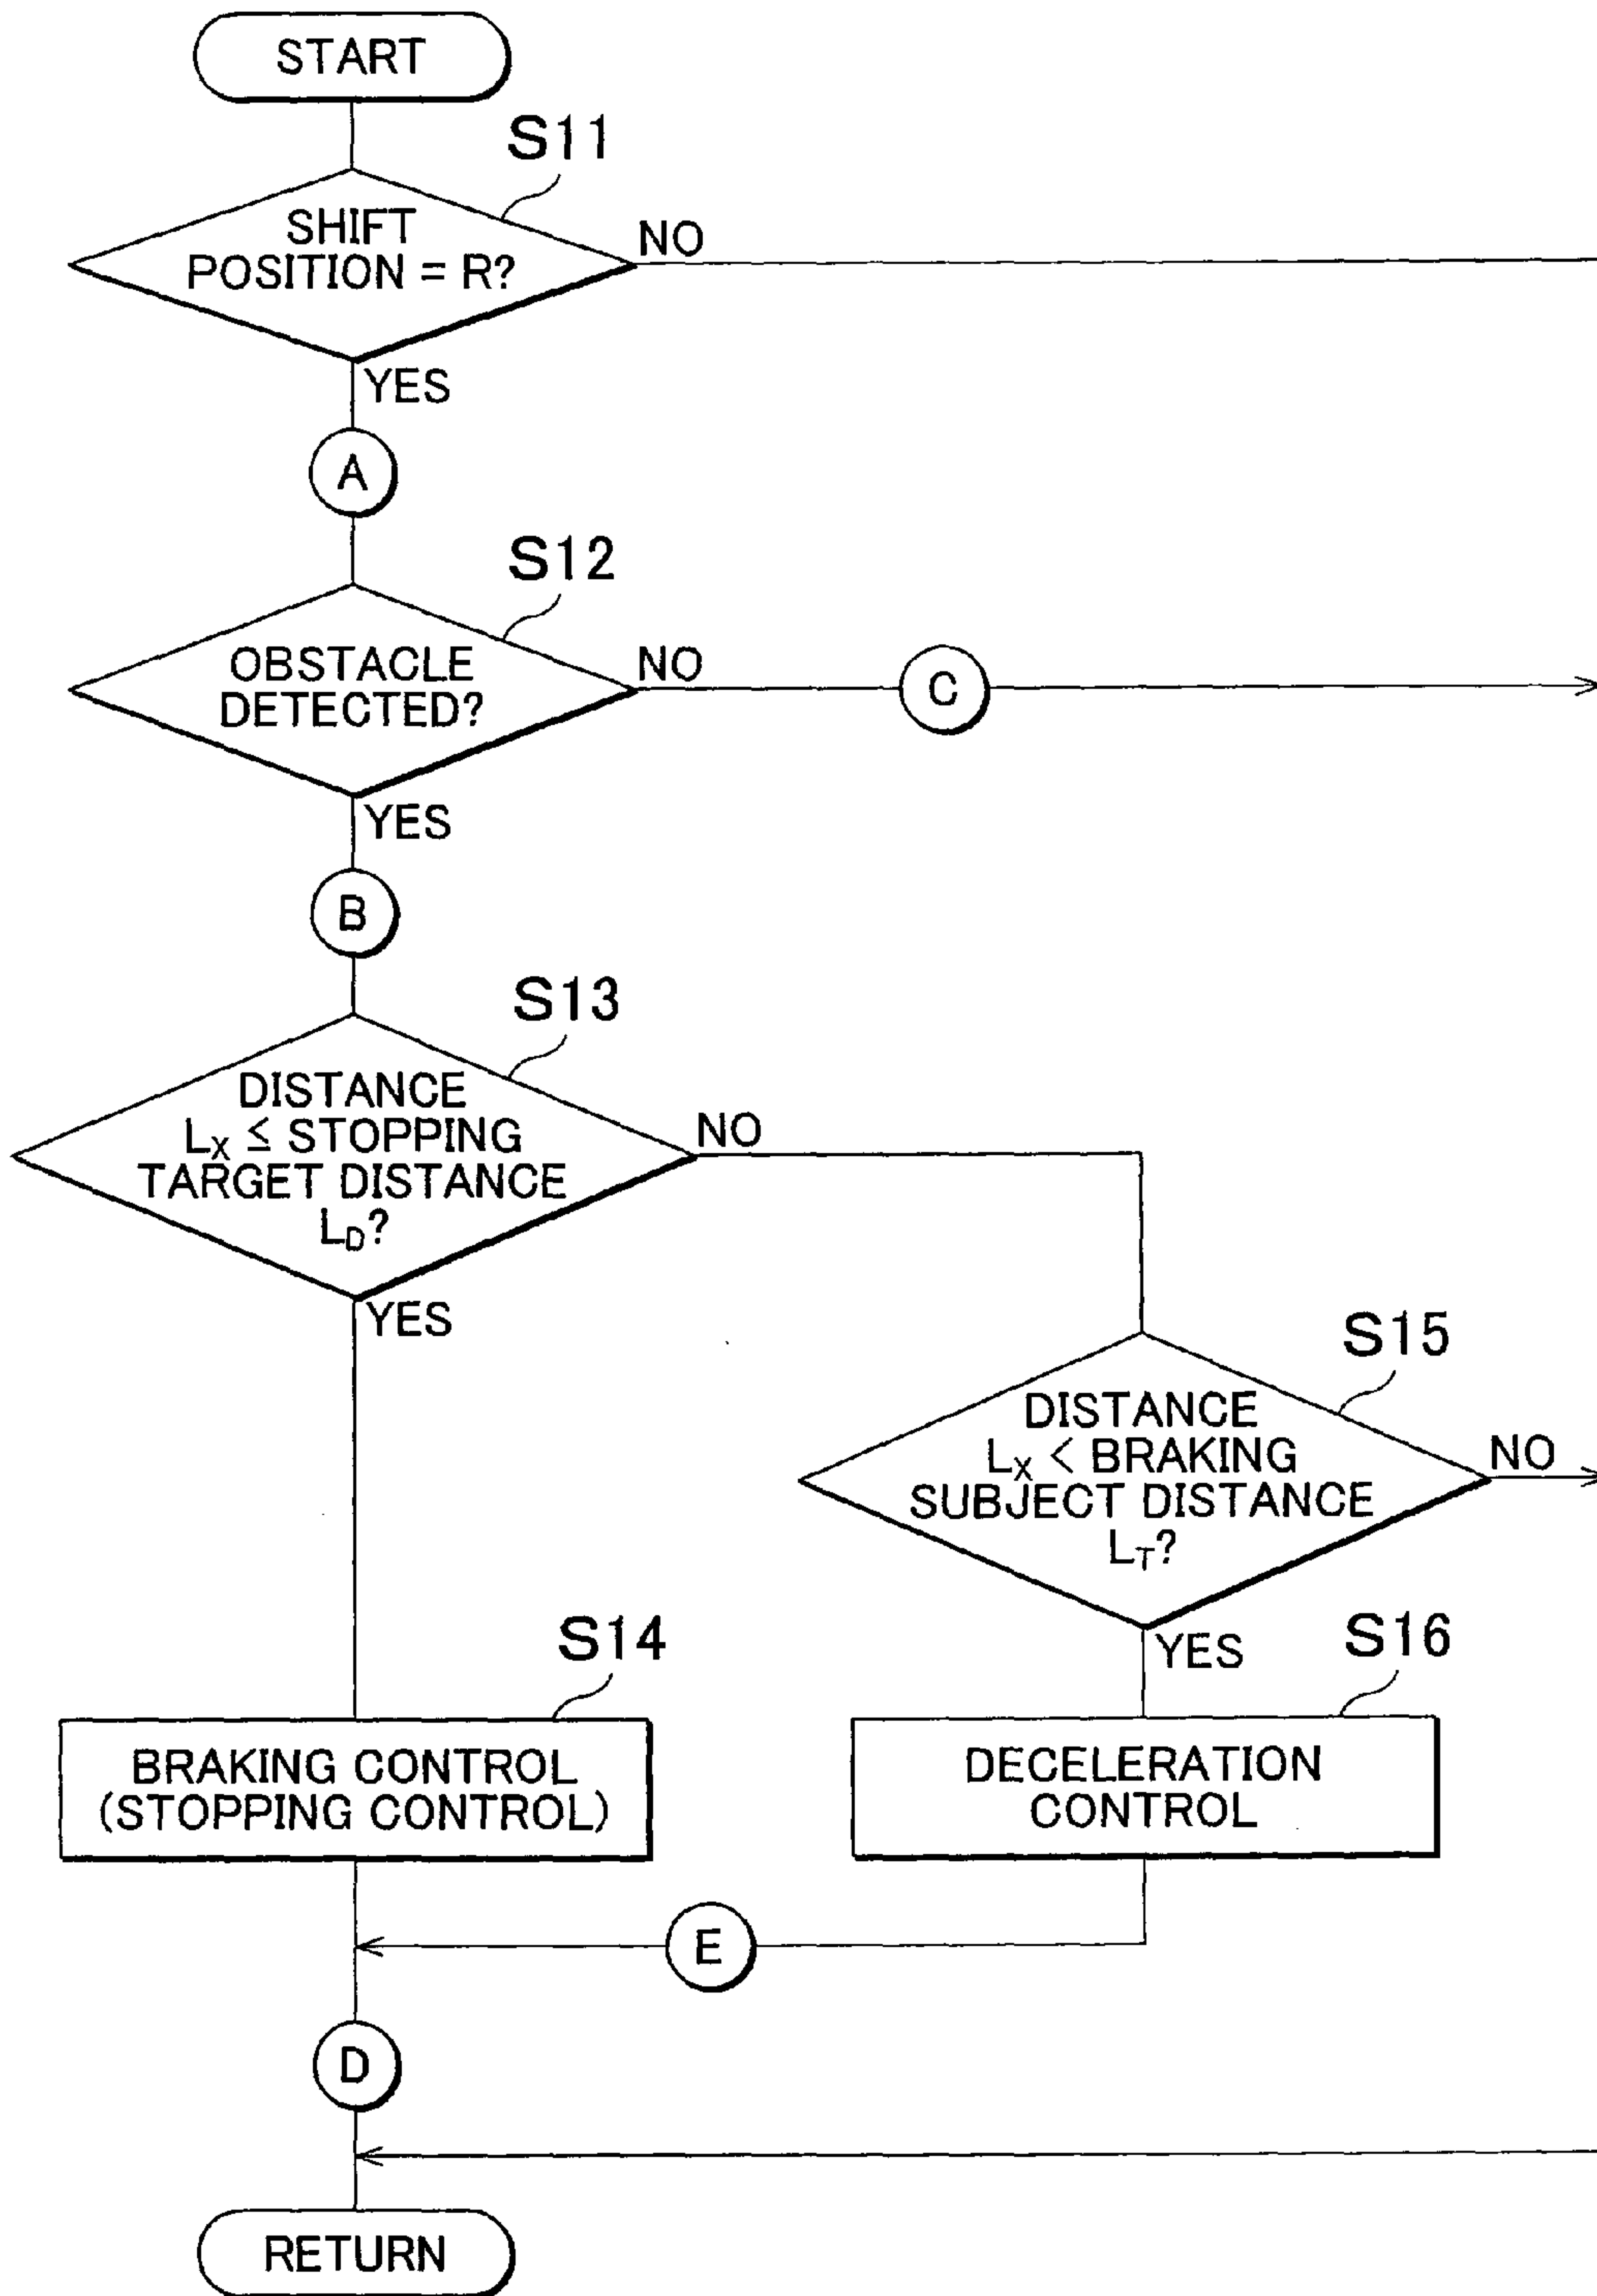 START
S11
SHIFT
POSITION = R?
NO
YES
A
S12
OBSTACLE
DETECTED?
NO
C
YES
B
S13
DISTANCE
LX ≤ STOPPING
TARGET DISTANCE
LD?
NO
YES
S15
DISTANCE
LX < BRAKING
SUBJECT DISTANCE
LT?
NO
YES
S14
BRAKING CONTROL
(STOPPING CONTROL)
S16
DECELERATION
CONTROL
E
D
RETURN